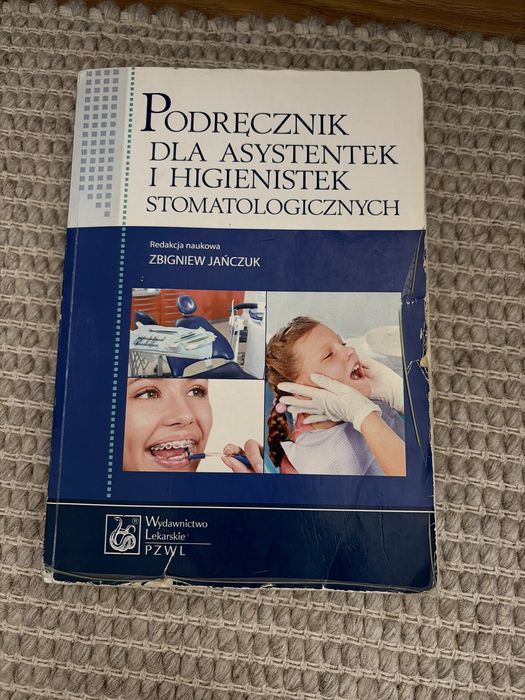 PODRĘCZNIK
DLA ASYSTENTEK
I HIGIENISTEK
STOMATOLOGICZNYCH
Redakcja naukowa
ZBIGNIEW JAŃCZUK
Wydawnictwo
Lekarskie
PZWL